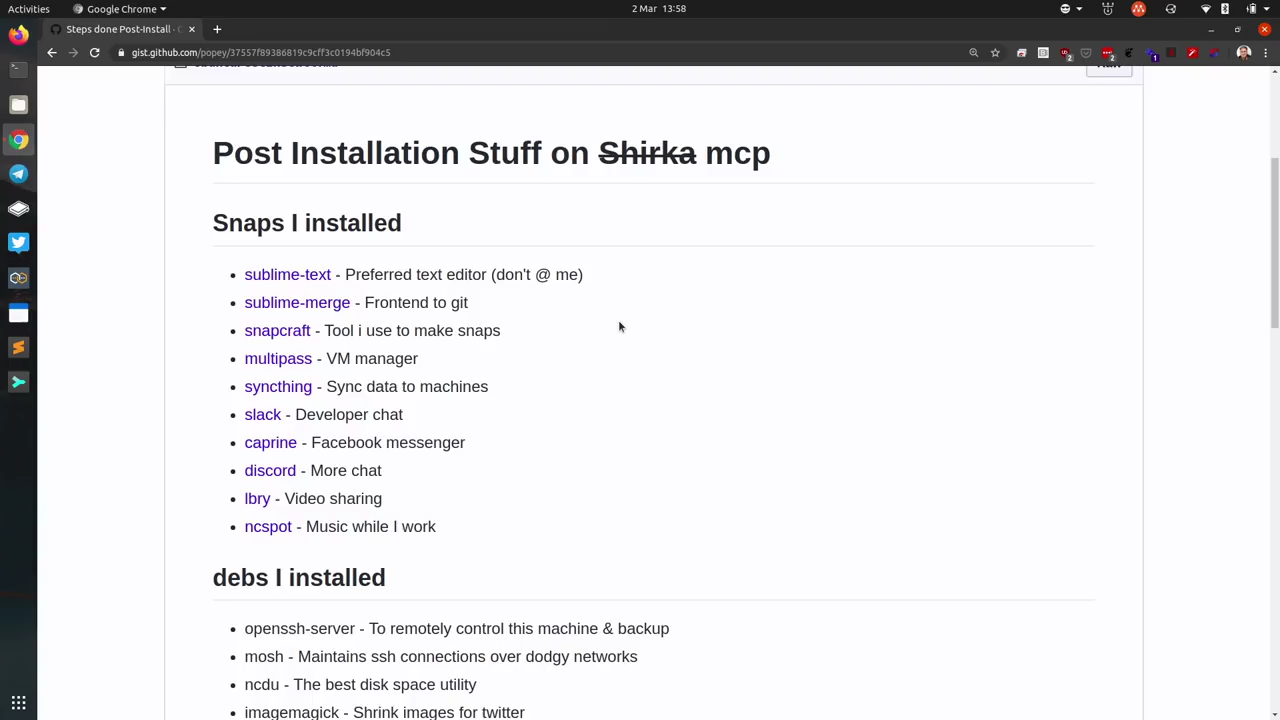 Activities
Google Chrome
2 Mar 13:58
Steps done Post-Install -
gist.github.com/popey/37557f89386819c9cff3c0194bf904c5
Post Installation Stuff on Shirka mcp
Snaps I installed
sublime-text - Preferred text editor (don't @ me)
sublime-merge - Frontend to git
snapcraft - Tool i use to make snaps
multipass - VM manager
syncthing - Sync data to machines
slack - Developer chat
caprine - Facebook messenger
discord - More chat
lbry - Video sharing
ncspot - Music while I work
debs I installed
openssh-server - To remotely control this machine & backup
mosh - Maintains ssh connections over dodgy networks
ncdu - The best disk space utility
imagemagick - Shrink images for twitter